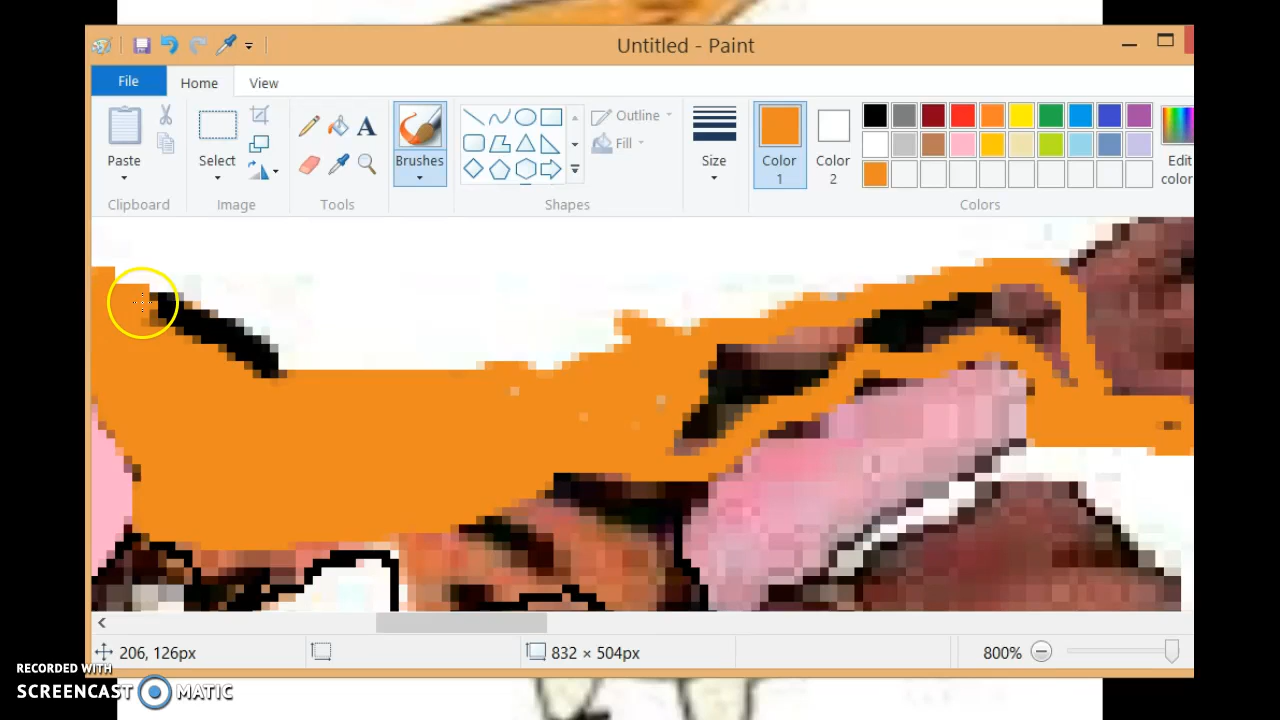 Untitled - Paint
File Home View
Paste
Select
Brushes
Outline
Fill
Size
Color 1
Color 2
Edit color
Clipboard Image Tools Shapes Colors
206, 126px 832 × 504px 800%
RECORDED WITH
SCREENCAST MATIC